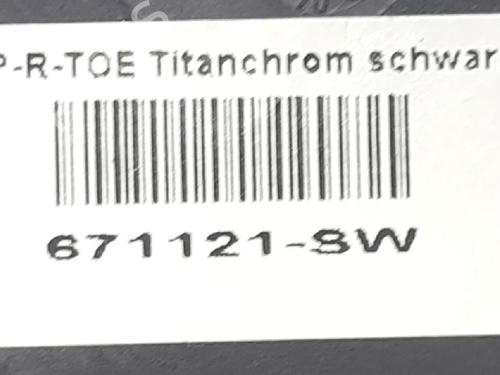 P-R-TOE Titanchrom schwar
671121-SW